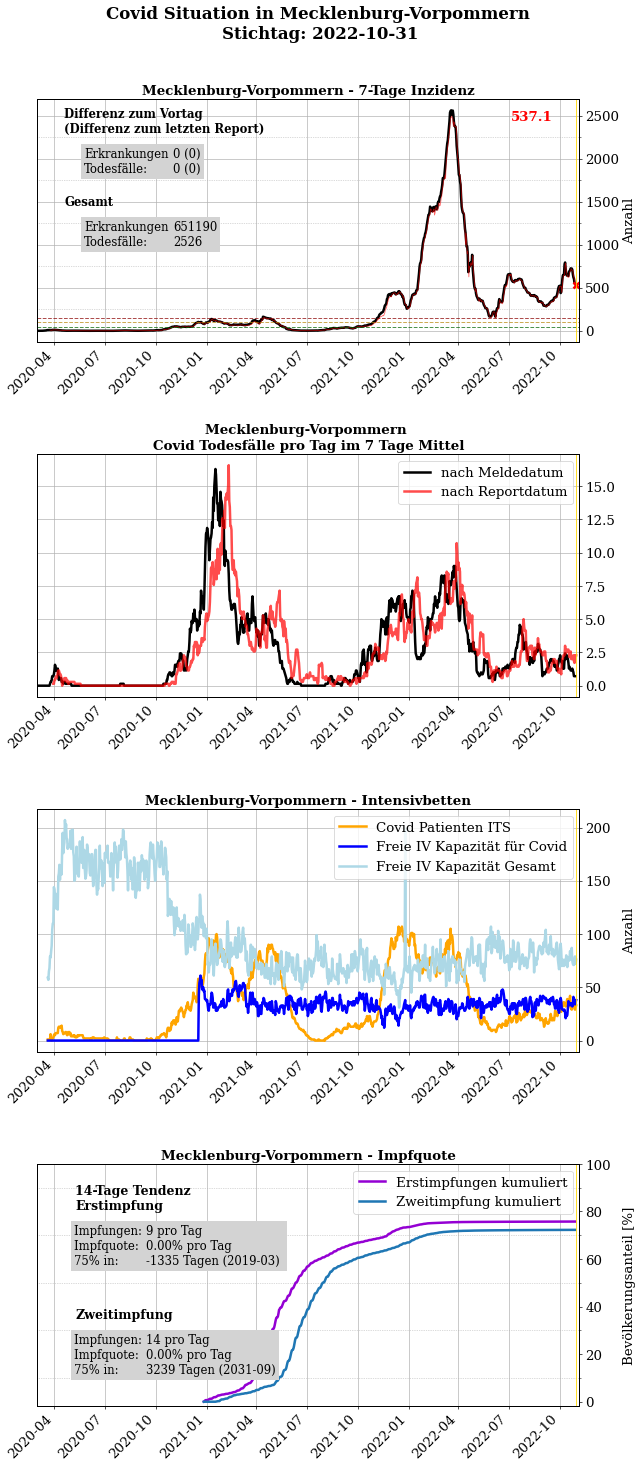 Covid Situation in Mecklenburg-Vorpommern
Stichtag: 2022-10-31
Mecklenburg-Vorpommern - 7-Tage Inzidenz
Differenz zum Vortag
(Differenz zum letzten Report)
Erkrankungen 0 (0)
Todesfälle: 0 (0)
Gesamt
Erkrankungen 651190
Todesfälle: 2526
537.1
2500
2000
1500
1000
500
0
Anzahl
2020-04 2020-07 2020-10 2021-01 2021-04 2021-07 2021-10 2022-01 2022-04 2022-07 2022-10
Mecklenburg-Vorpommern
Covid Todesfälle pro Tag im 7 Tage Mittel
nach Meldedatum
nach Reportdatum
15.0
12.5
10.0
7.5
5.0
2.5
0.0
2020-04 2020-07 2020-10 2021-01 2021-04 2021-07 2021-10 2022-01 2022-04 2022-07 2022-10
Mecklenburg-Vorpommern - Intensivbetten
Covid Patienten ITS
Freie IV Kapazität für Covid
Freie IV Kapazität Gesamt
200
150
100
50
0
Anzahl
2020-04 2020-07 2020-10 2021-01 2021-04 2021-07 2021-10 2022-01 2022-04 2022-07 2022-10
Mecklenburg-Vorpommern - Impfquote
14-Tage Tendenz
Erstimpfung
Impfungen: 9 pro Tag
Impfquote: 0.00% pro Tag
75% in: -1335 Tagen (2019-03)
Zweitimpfung
Impfungen: 14 pro Tag
Impfquote: 0.00% pro Tag
75% in: 3239 Tagen (2031-09)
Erstimpfungen kumuliert
Zweitimpfung kumuliert
100
80
60
40
20
0
Bevölkerungsanteil [%]
2020-04 2020-07 2020-10 2021-01 2021-04 2021-07 2021-10 2022-01 2022-04 2022-07 2022-10